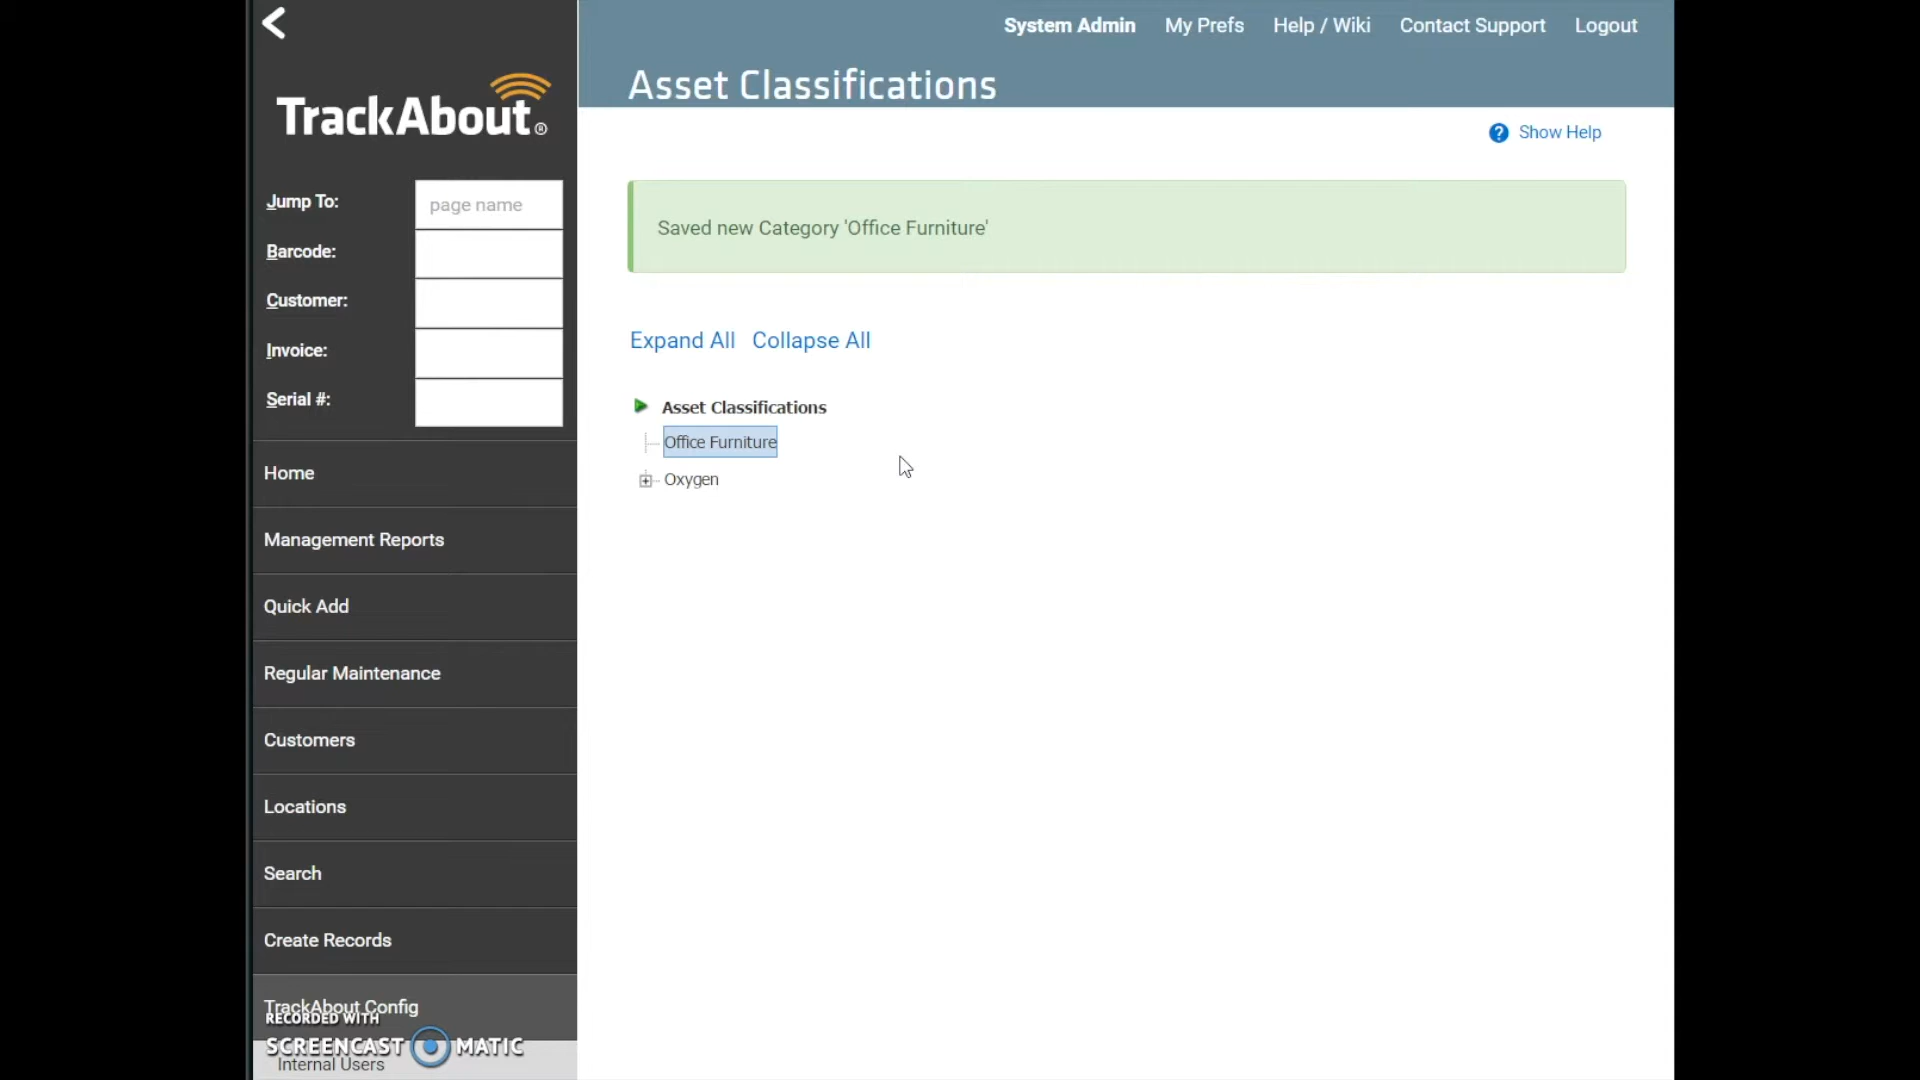 System Admin My Prefs Help / Wiki Contact Support Logout
TrackAbout®
Asset Classifications
Show Help
Jump To: page name
Barcode:
Customer:
Invoice:
Serial #:
Saved new Category 'Office Furniture'
Expand All Collapse All
Asset Classifications
Office Furniture
Oxygen
Home
Management Reports
Quick Add
Regular Maintenance
Customers
Locations
Search
Create Records
TrackAbout Config
RECORDED WITH
SCREENCAST MATIC
Internal Users